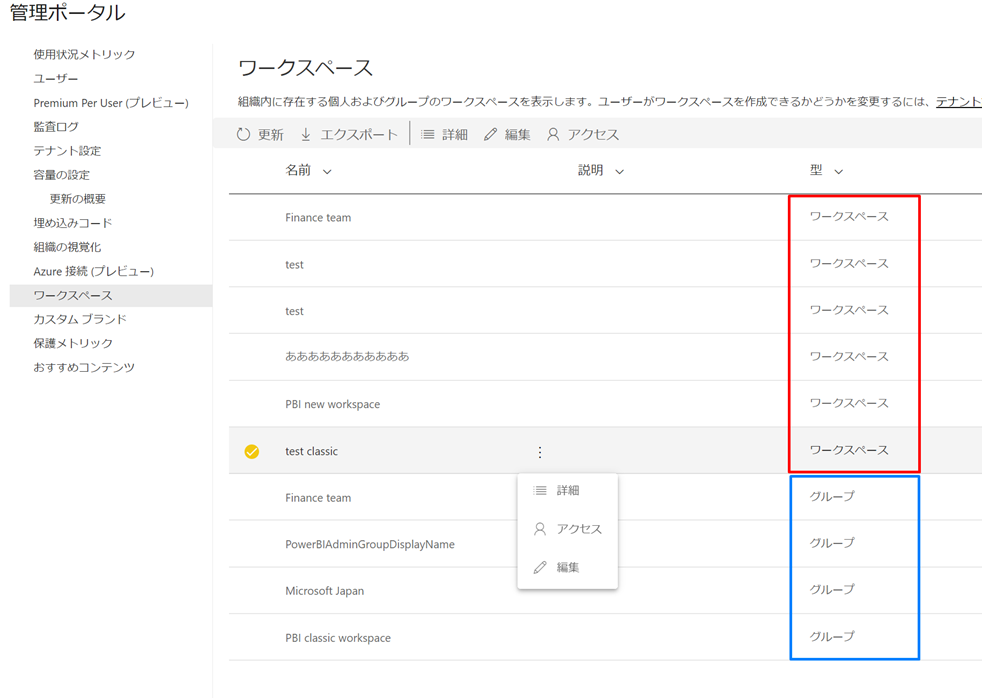 管理ポータル
使用状況メトリック
ユーザー
Premium Per User (プレビュー)
監査ログ
テナント設定
容量の設定
更新の概要
埋め込みコード
組織の視覚化
Azure 接続 (プレビュー)
ワークスペース
カスタム ブランド
保護メトリック
おすすめコンテンツ
ワークスペース
組織内に存在する個人およびグループのワークスペースを表示します。ユーザーがワークスペースを作成できるかどうかを変更するには、テナント
更新 エクスポート 詳細 編集 アクセス
名前 説明 型
Finance team ワークスペース
test ワークスペース
test ワークスペース
あああああああああああ ワークスペース
PBI new workspace ワークスペース
test classic ワークスペース
詳細
アクセス
編集
Finance team グループ
PowerBIAdminGroupDisplayName グループ
Microsoft Japan グループ
PBI classic workspace グループ